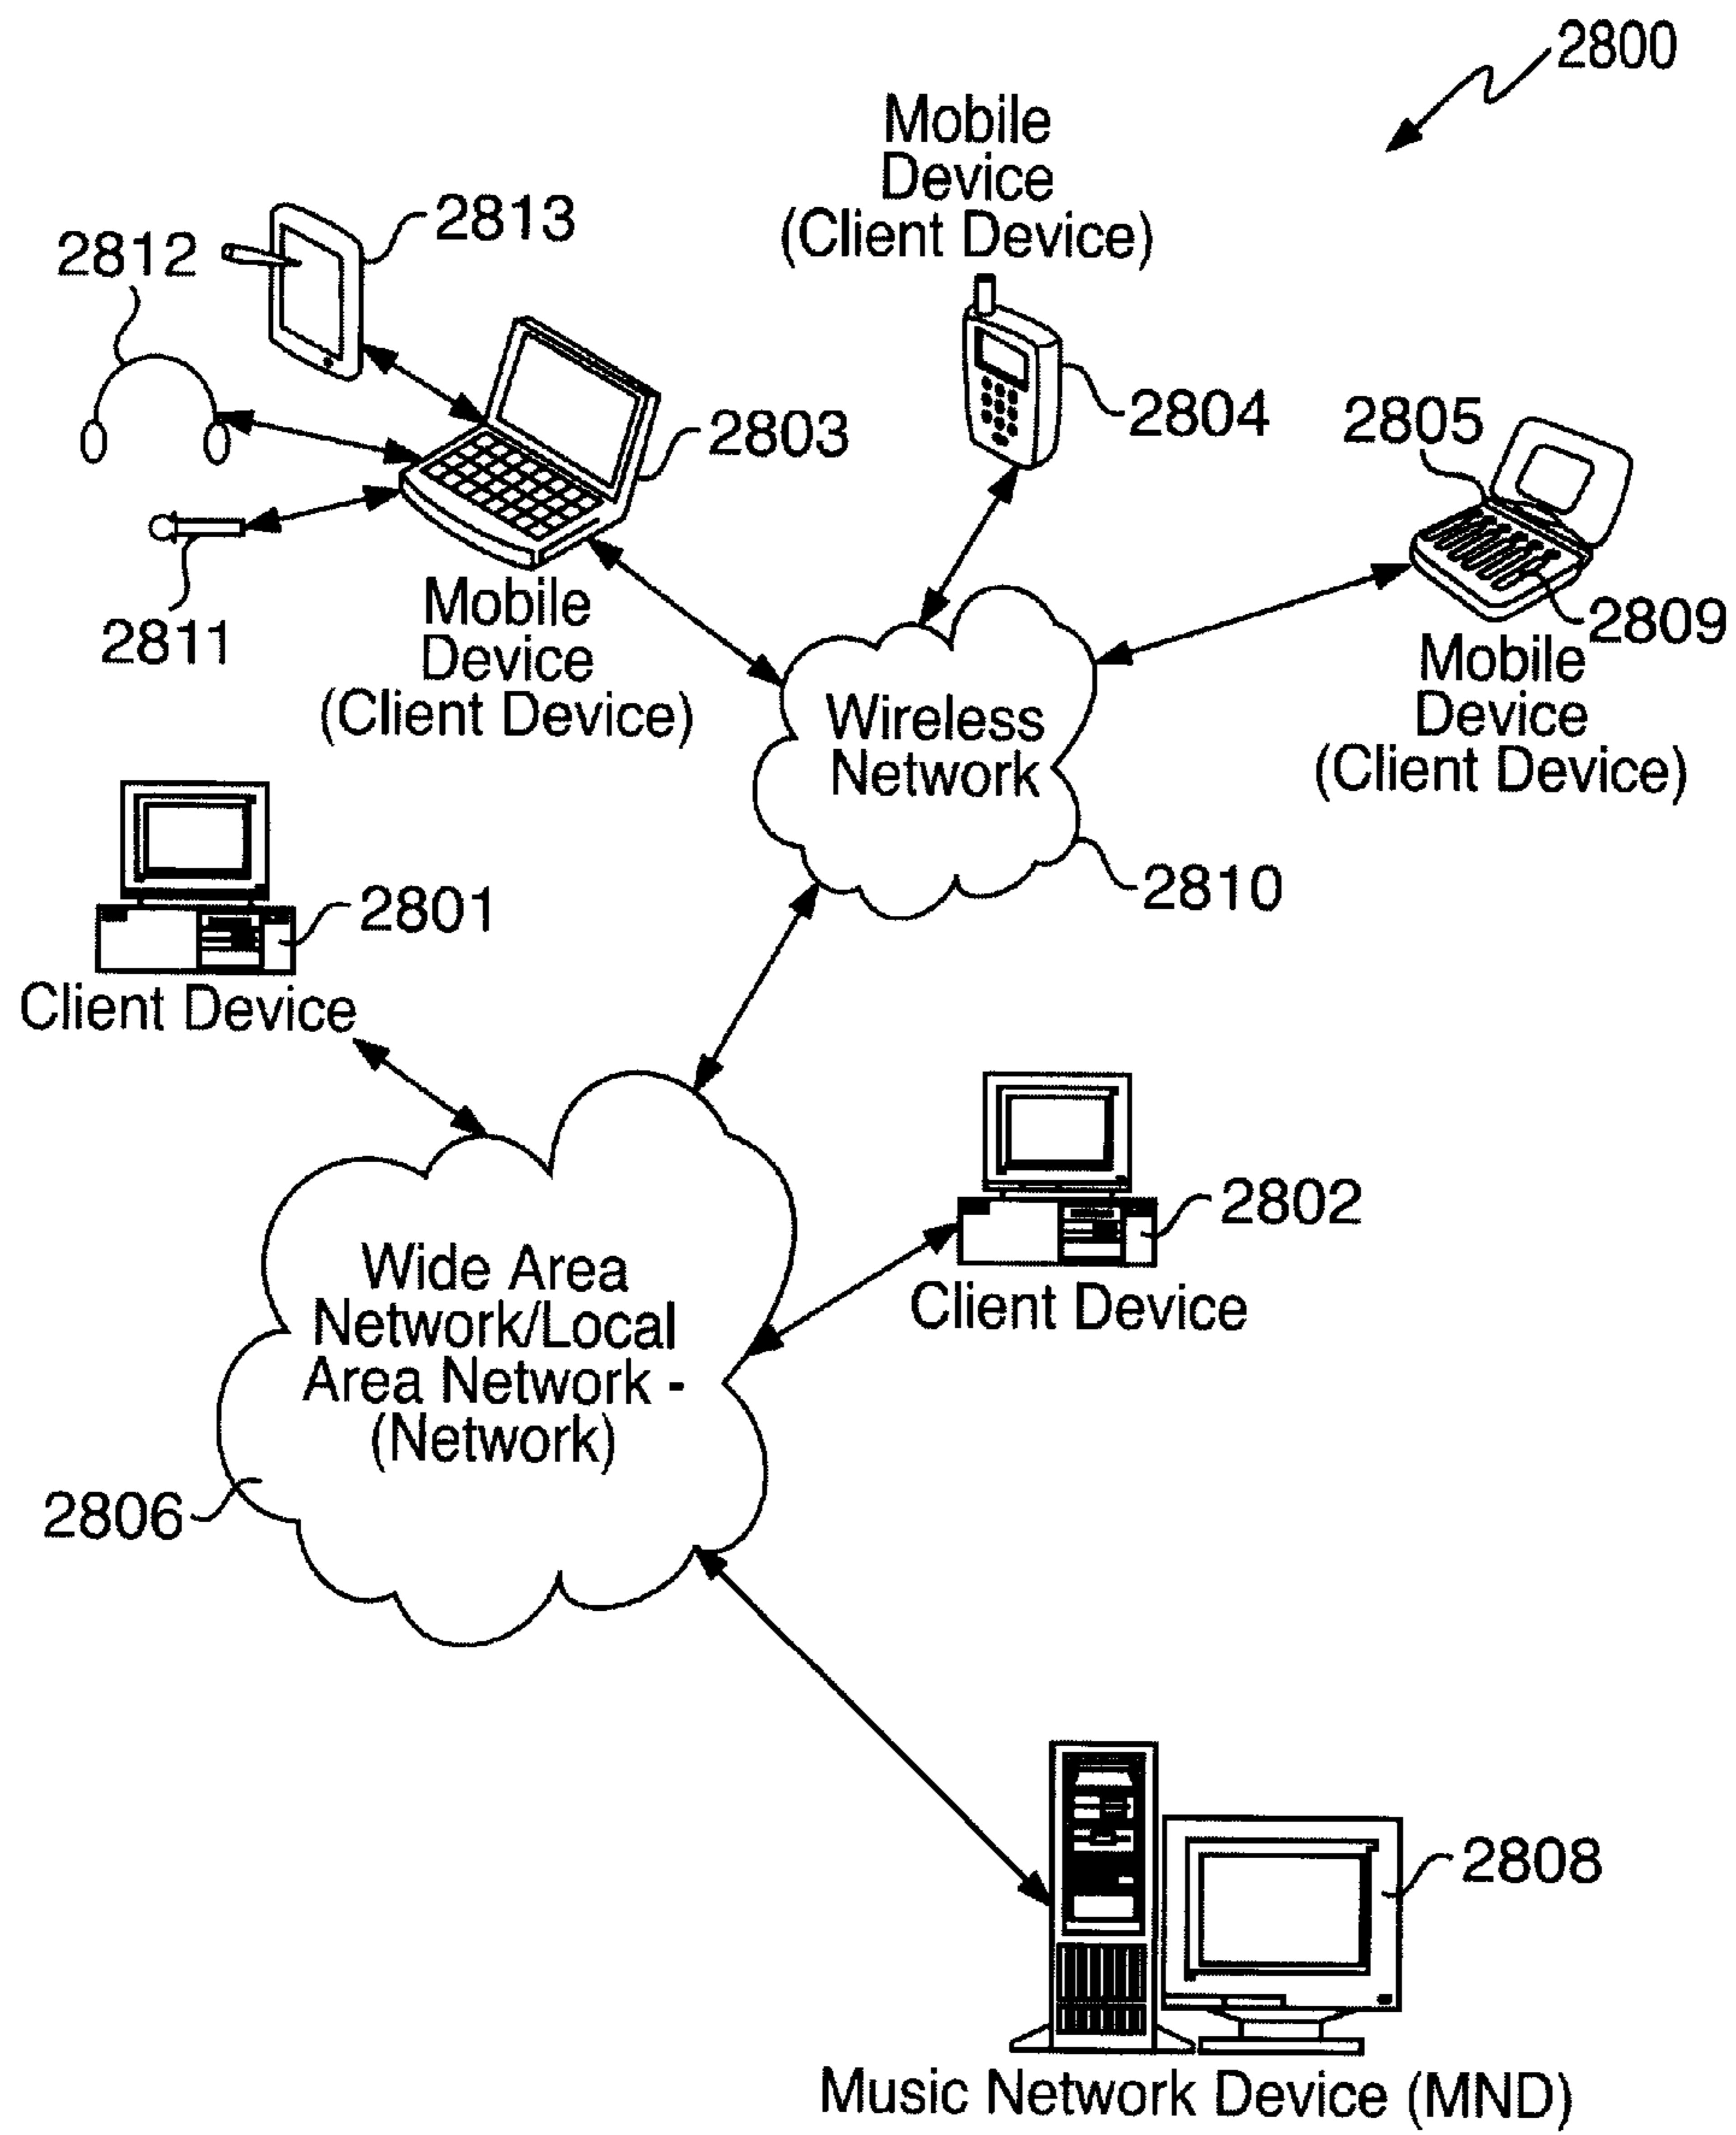 2800
Mobile
Device
(Client Device)
2813
2812
2803
2804
2805
2811
2809
Mobile
Device
(Client Device)
Mobile
Device
(Client Device)
Wireless
Network
2810
2801
Client Device
2802
Client Device
Wide Area
Network/Local
Area Network -
(Network)
2806
2808
Music Network Device (MND)